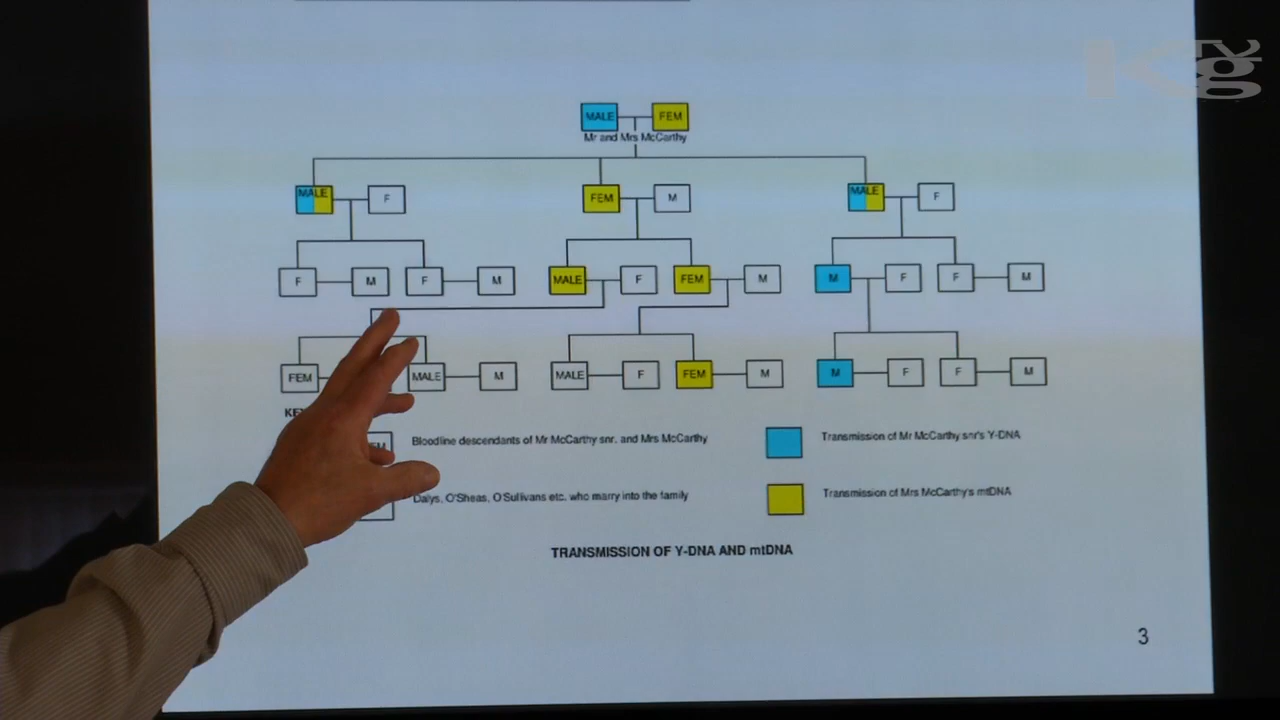 KTV
g
MALE FEM
Mr and Mrs McCarthy
MALE F FEM M MALE F
F M F M MALE F FEM M M F F M
FEM MALE M MALE F FEM M M F F M
Bloodline descendants of Mr McCarthy snr. and Mrs McCarthy
Transmission of Mr McCarthy snr's Y-DNA
Dalys, O'Sheas, O'Sullivans etc. who marry into the family
Transmission of Mrs McCarthy's mtDNA
TRANSMISSION OF Y-DNA AND mtDNA
3